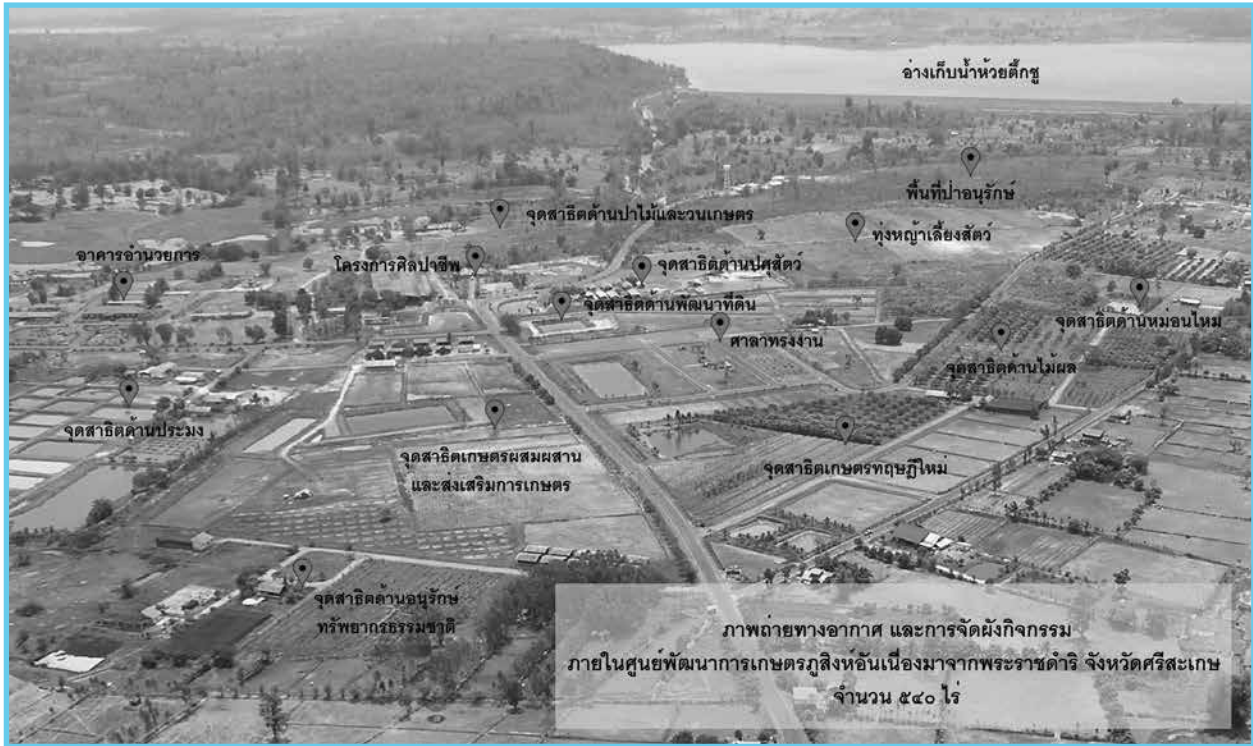 อ่างเก็บน้ำห้วยตึ๊กชู
พื้นที่ป่าอนุรักษ์
จุดสาธิตด้านป่าไม้และวนเกษตร
ทุ่งหญ้าเลี้ยงสัตว์
อาคารอำนวยการ
โครงการศิลปาชีพ
จุดสาธิตด้านปศุสัตว์
จุดสาธิตด้านพัฒนาที่ดิน
จุดสาธิตด้านหม่อนไหม
ศาลาทรงงาน
จุดสาธิตด้านไม้ผล
จุดสาธิตด้านประมง
จุดสาธิตเกษตรผสมผสาน
และส่งเสริมการเกษตร
จุดสาธิตเกษตรทฤษฎีใหม่
จุดสาธิตด้านอนุรักษ์
ทรัพยากรธรรมชาติ
ภาพถ่ายทางอากาศ และการจัดผังกิจกรรม
ภายในศูนย์พัฒนาการเกษตรภูสิงห์อันเนื่องมาจากพระราชดำริ จังหวัดศรีสะเกษ
จำนวน ๕๔๐ ไร่